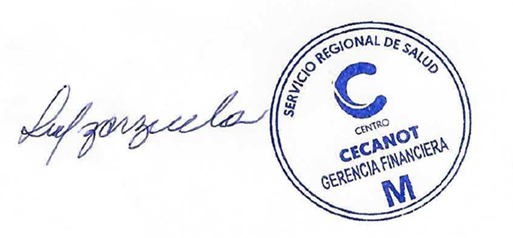 SERVICIO REGIONAL DE SALUD
C
CENTRO
CECANOT
GERENCIA FINANCIERA
M